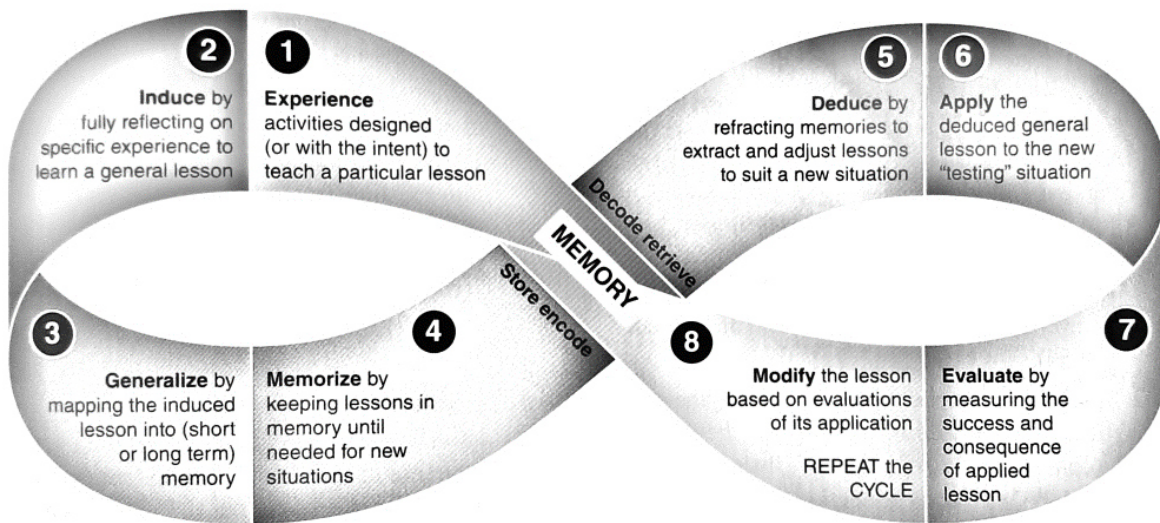 1
Experience
activities designed
(or with the intent) to
teach a particular lesson
2
Induce by
fully reflecting on
specific experience to
learn a general lesson
3
Generalize by
mapping the induced
lesson into (short
or long term)
memory
4
Memorize by
keeping lessons in
memory until
needed for new
situations
Store encode
MEMORY
Decode retrieve
5
Deduce by
refracting memories to
extract and adjust lessons
to suit a new situation
6
Apply the
deduced general
lesson to the new
"testing" situation
7
Evaluate by
measuring the
success and
consequence
of applied
lesson
8
Modify the lesson
based on evaluations
of its application
REPEAT the
CYCLE